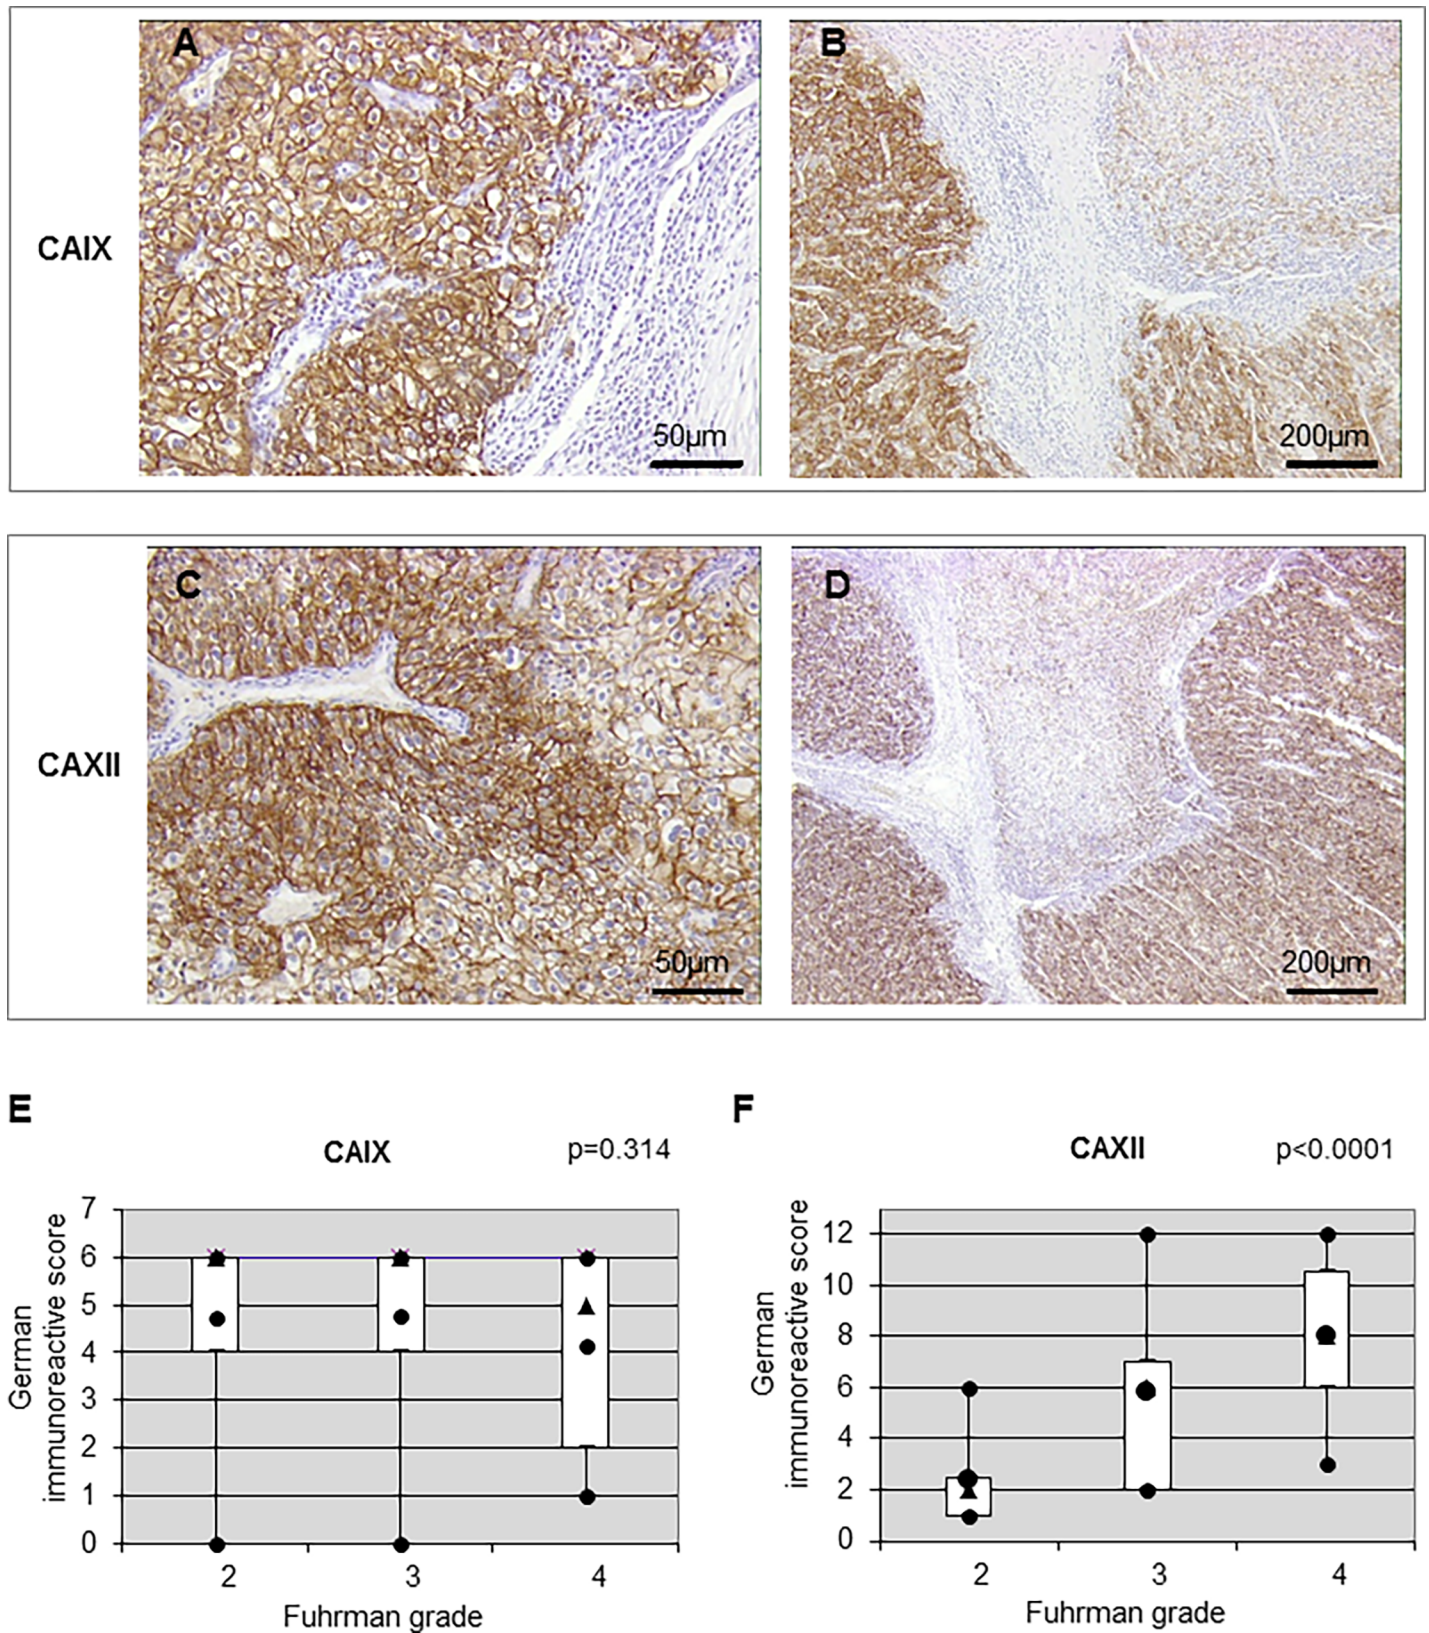 A
B
CAIX
50µm
200µm
C
D
CAXII
50µm
200µm
E
CAIX
p=0.314
German
immunoreactive score
7
6
5
4
3
2
1
0
2
3
4
Fuhrman grade
F
CAXII
p<0.0001
German
immunoreactive score
12
10
8
6
4
2
0
2
3
4
Fuhrman grade